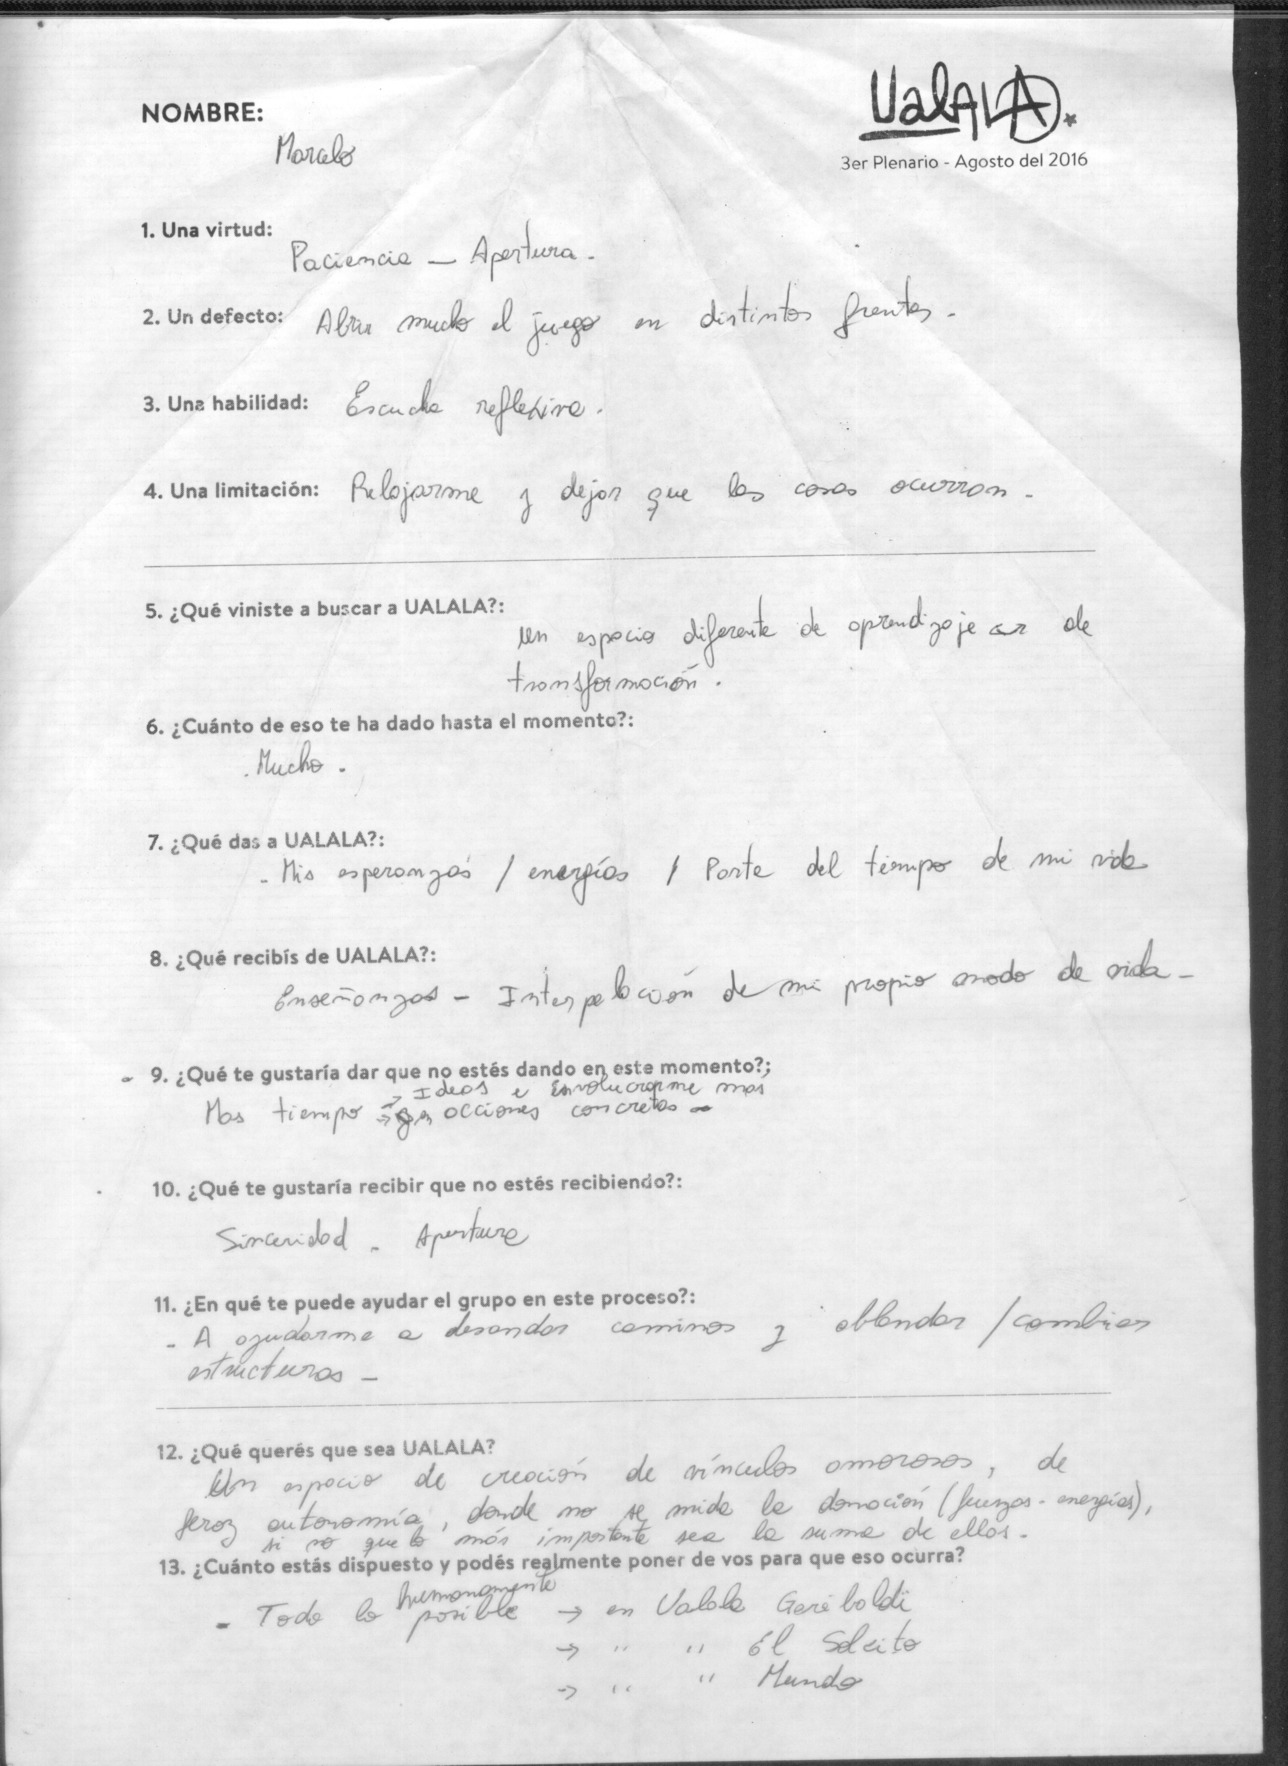 UalALA
NOMBRE:
3er Plenario - Agosto del 2016
Marcelo
1. Una virtud:
Paciencia - Apertura.
2. Un defecto: Abrir mucho el juego en distintos frentes.
3. Una habilidad: Escucha reflexiva.
4. Una limitación: Relajarme y dejar que las cosas ocurran.
5. ¿Qué viniste a buscar a UALALA?:
Un espacio diferente de aprendizaje de
transformación.
6. ¿Cuánto de eso te ha dado hasta el momento?:
. Mucho.
7. ¿Qué das a UALALA?:
- Mis esperanzas / energías / Parte del tiempo de mi vida
8. ¿Qué recibís de UALALA?:
Enseñanzas - Interpelación de mi propio modo de vida -
- 9. ¿Qué te gustaría dar que no estés dando en este momento?;
→ Ideas e involucrarme mas
Mas tiempo → en acciones concretas -
10. ¿Qué te gustaría recibir que no estés recibiendo?:
Sinceridad - Apertura
11. ¿En qué te puede ayudar el grupo en este proceso?:
- A ayudarme a desandar caminos y ablandar / cambiar
estructuras -
12. ¿Qué querés que sea UALALA?
Un espacio de creación de vínculos amorosos, de
feroz autonomía, donde no se mida la donación (fuerzas - energías),
si no que lo más importante sea la suma de ellas.
13. ¿Cuánto estás dispuesto y podés realmente poner de vos para que eso ocurra?
humanamente
- Todo lo posible → en Ualala Garibaldi
→ " " El Solcito
→ " " Mundo